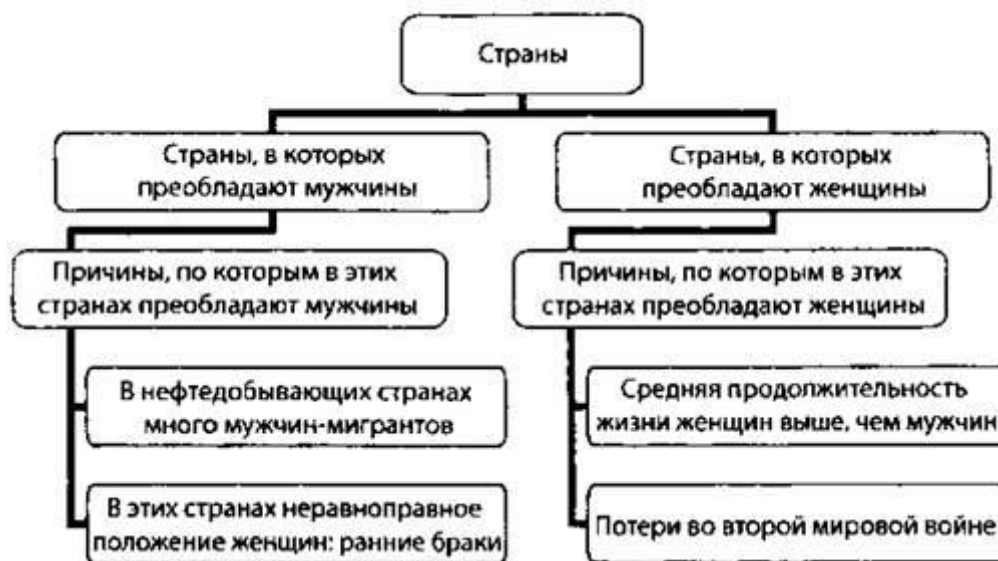 Страны
Страны, в которых
преобладают мужчины
Страны, в которых
преобладают женщины
Причины, по которым в этих
странах преобладают мужчины
Причины, по которым в этих
странах преобладают женщины
В нефтедобывающих странах
много мужчин-мигрантов
Средняя продолжительность
жизни женщин выше, чем мужчин
В этих странах неравноправное
положение женщин: ранние браки
Потери во второй мировой войне